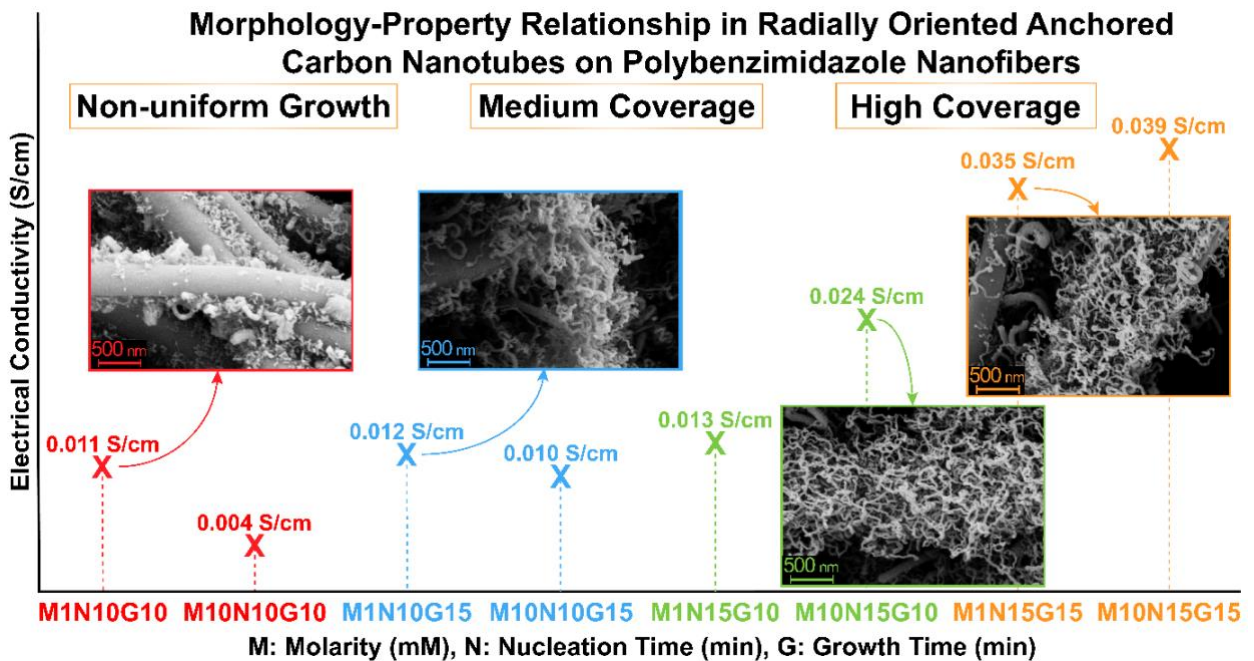 Morphology-Property Relationship in Radially Oriented Anchored
Carbon Nanotubes on Polybenzimidazole Nanofibers
Non-uniform Growth
Medium Coverage
High Coverage
Electrical Conductivity (S/cm)
0.011 S/cm
X
500 nm
0.004 S/cm
X
0.012 S/cm
X
500 nm
0.010 S/cm
X
0.013 S/cm
X
0.024 S/cm
X
500 nm
0.035 S/cm
X
500 nm
0.039 S/cm
X
M1N10G10 M10N10G10 M1N10G15 M10N10G15 M1N15G10 M10N15G10 M1N15G15 M10N15G15
M: Molarity (mM), N: Nucleation Time (min), G: Growth Time (min)